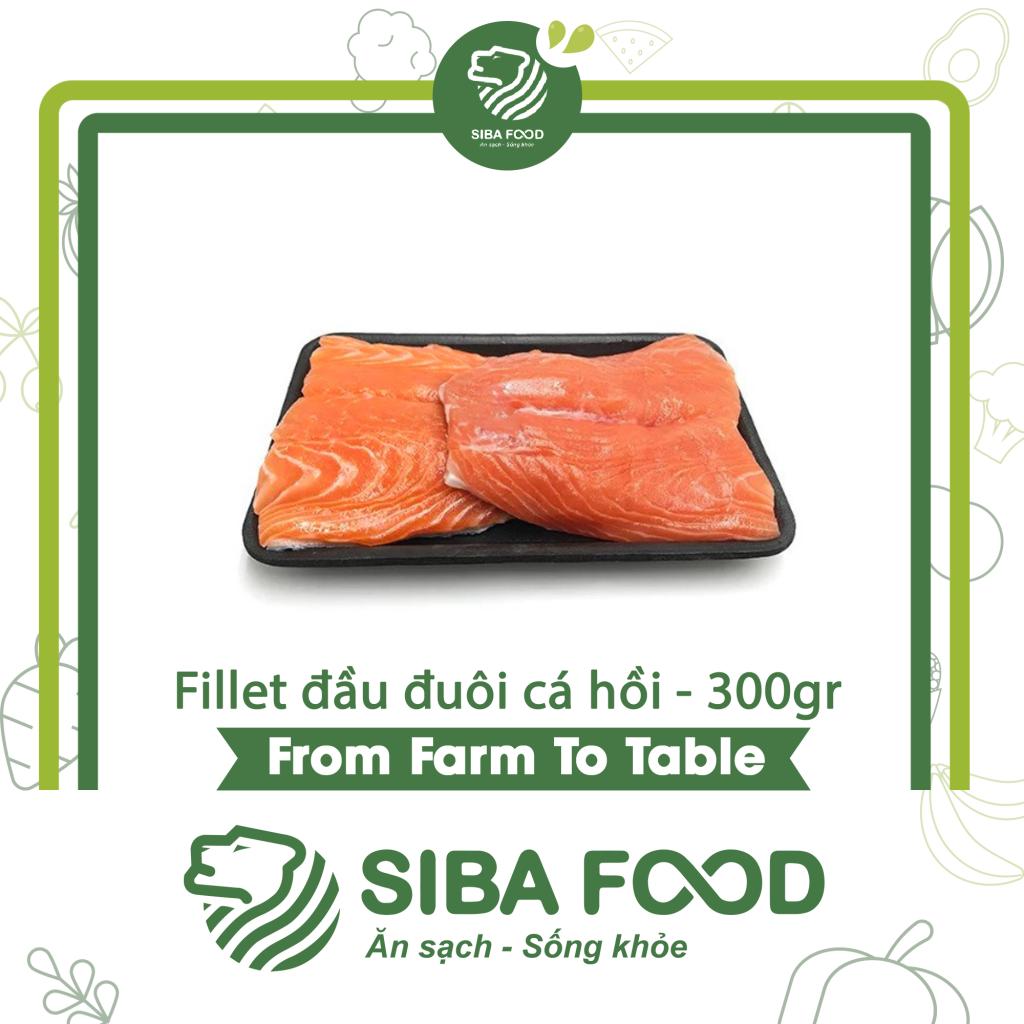 SIBA FOOD
Ăn sạch - Sống khỏe
Fillet đầu đuôi cá hồi - 300gr
From Farm To Table
SIBA FOOD
Ăn sạch - Sống khỏe